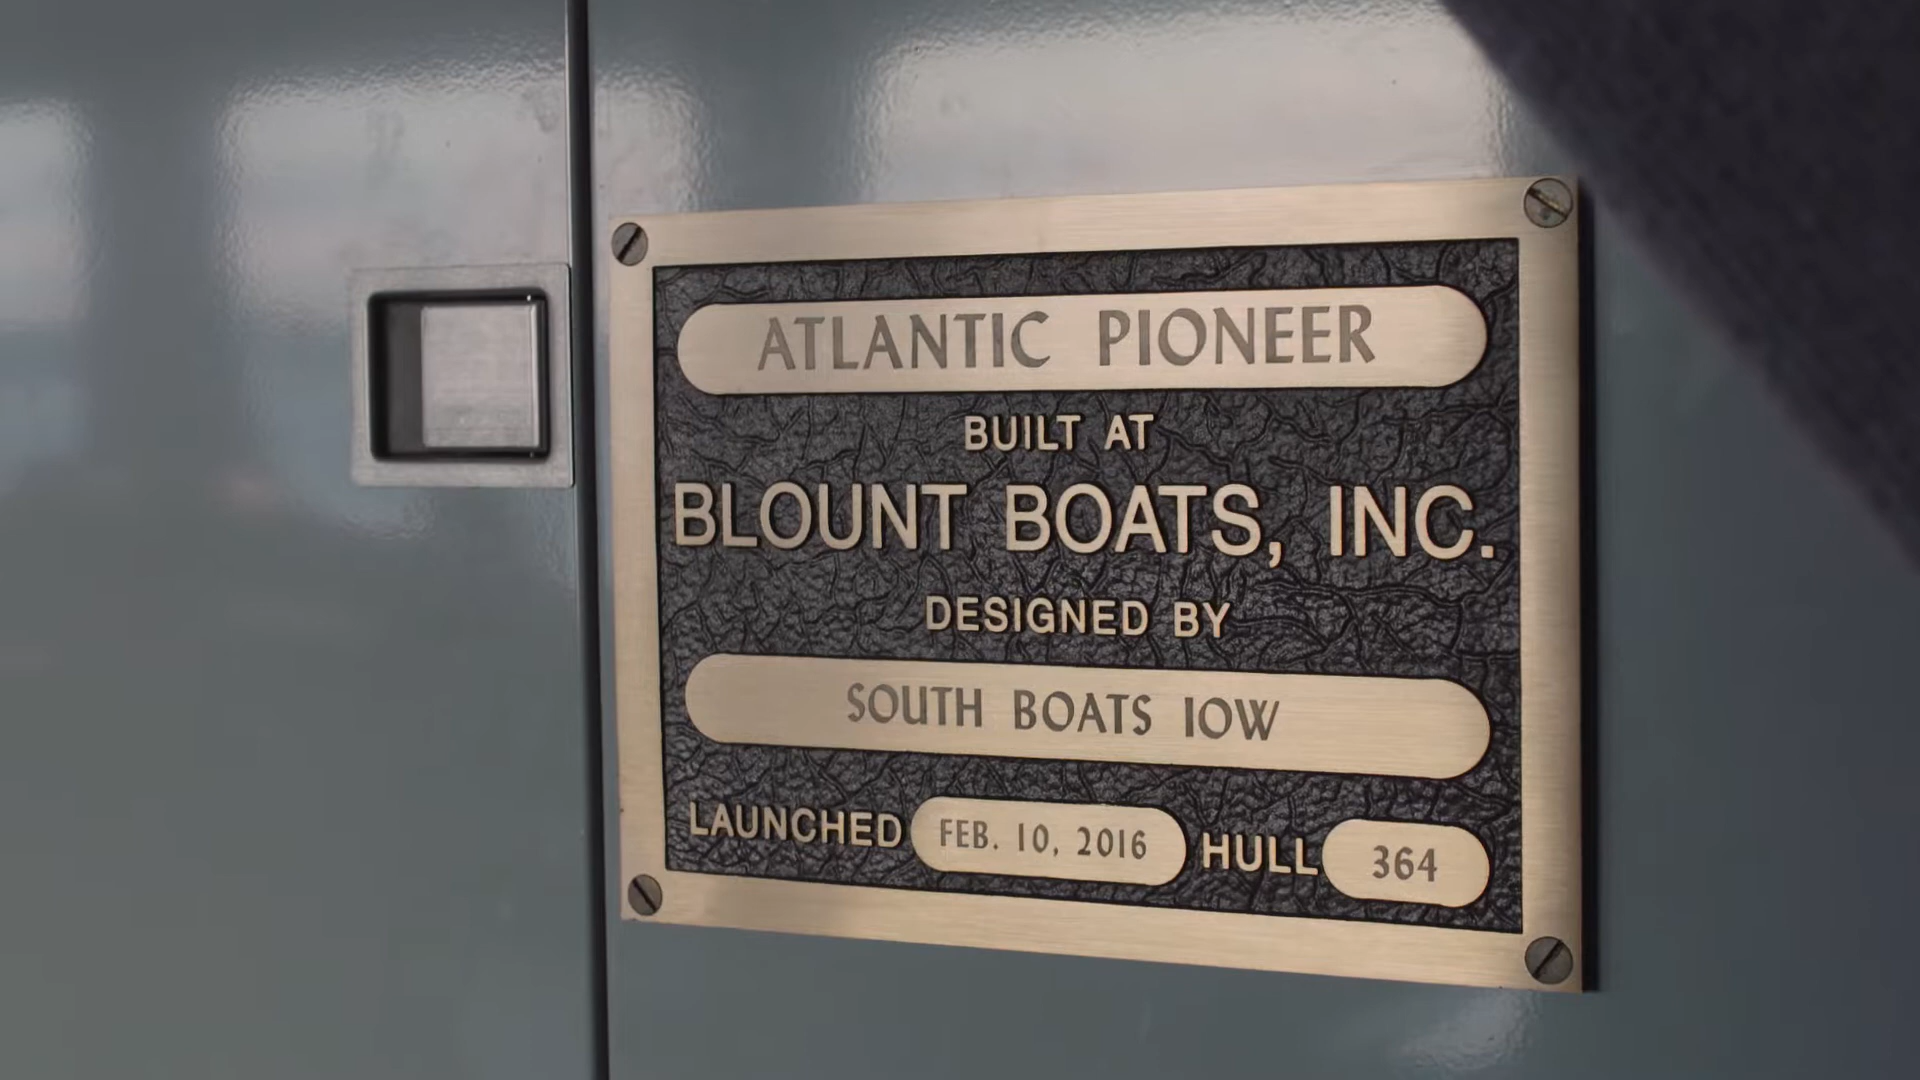 ATLANTIC PIONEER
BUILT AT
BLOUNT BOATS, INC.
DESIGNED BY
SOUTH BOATS IOW
LAUNCHED FEB. 10, 2016 HULL 364